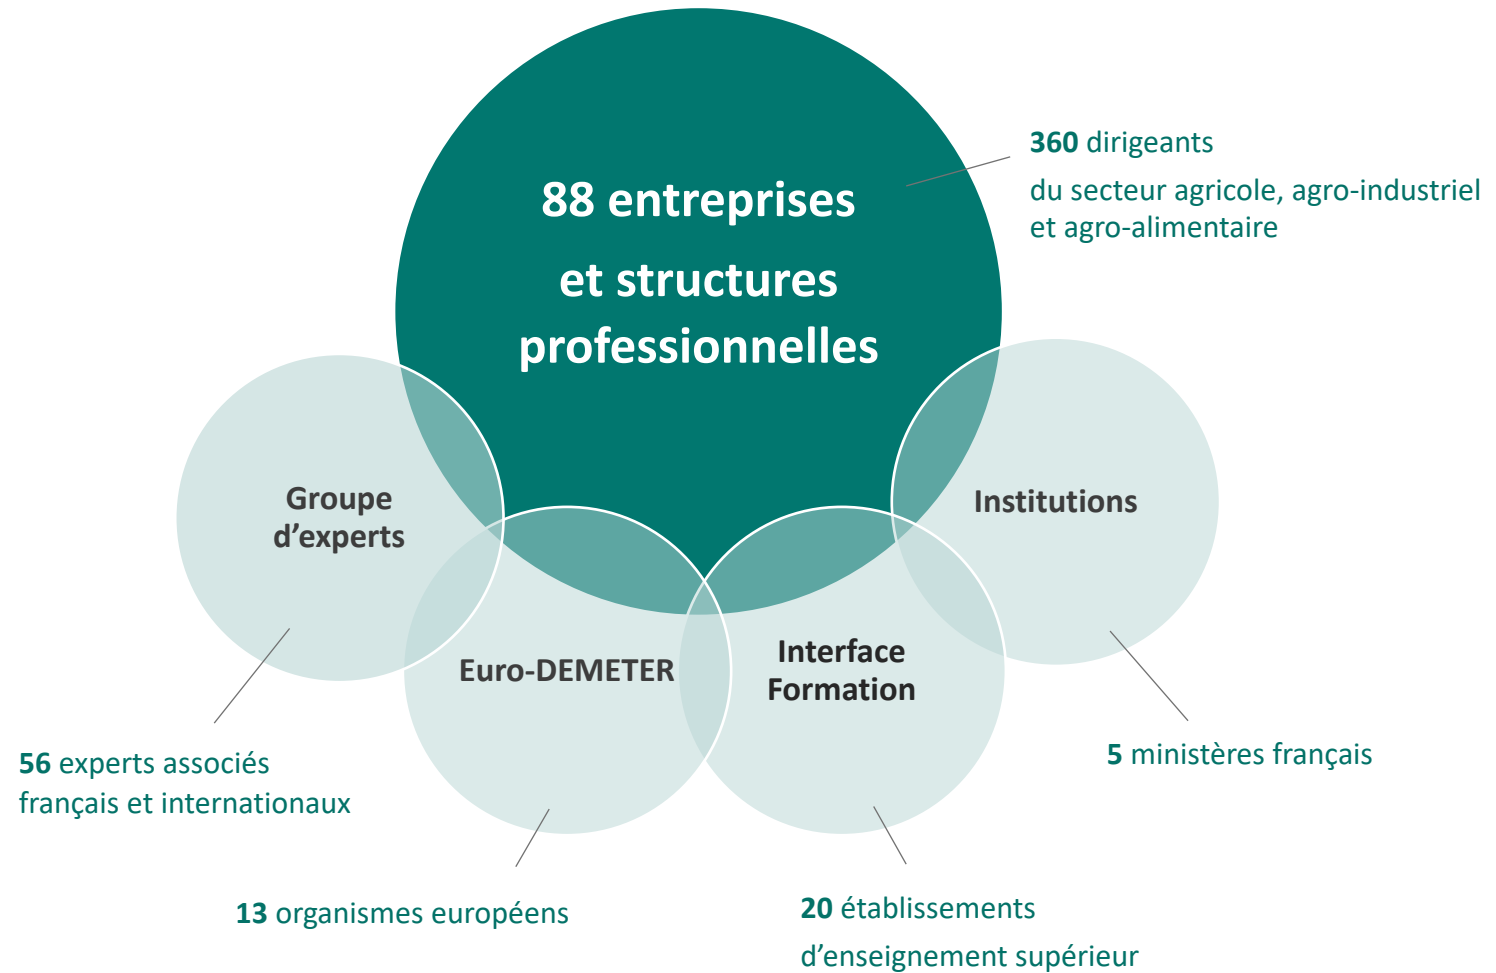 88 entreprises
et structures
professionnelles
360 dirigeants
du secteur agricole, agro-industriel
et agro-alimentaire
Groupe
d’experts
Institutions
Euro-DEMETER
Interface
Formation
56 experts associés
français et internationaux
5 ministères français
13 organismes européens
20 établissements
d’enseignement supérieur